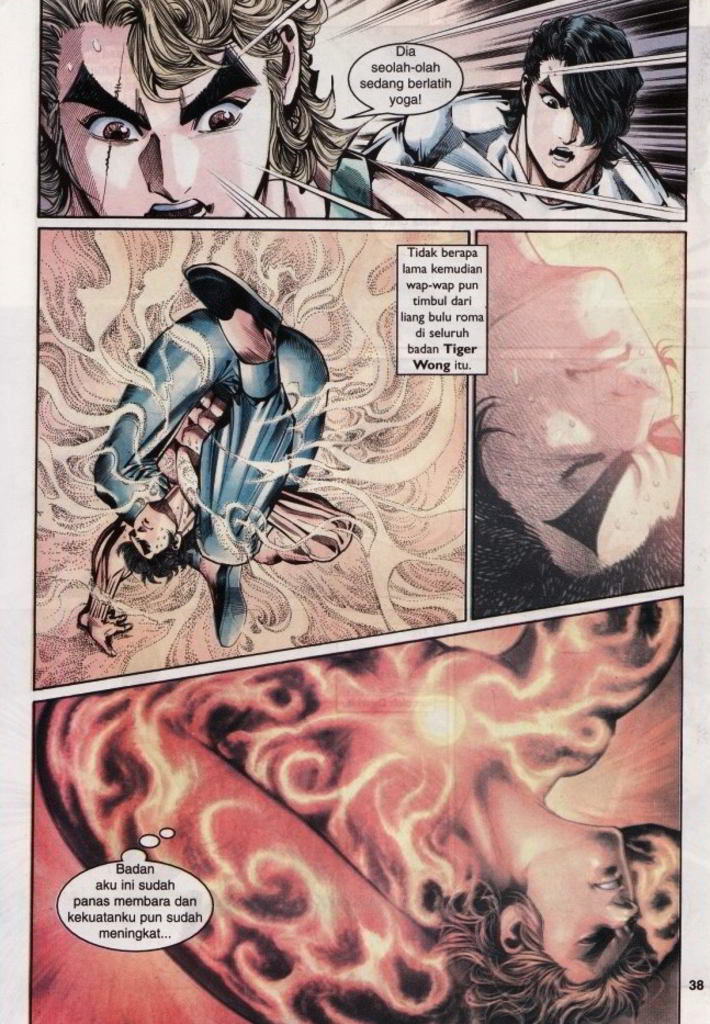 Dia
seolah-olah
sedang berlatih
yoga!
Tidak berapa
lama kemudian
wap-wap pun
timbul dari
liang bulu roma
di seluruh
badan Tiger
Wong itu.
Badan
aku ini sudah
panas membara dan
kekuatanku pun sudah
meningkat...
38